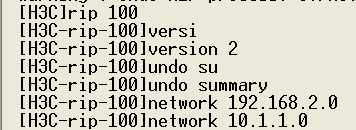 [H3C]rip 100
[H3C-rip-100]versi
[H3C-rip-100]version 2
[H3C-rip-100]undo su
[H3C-rip-100]undo summary
[H3C-rip-100]network 192.168.2.0
[H3C-rip-100]network 10.1.1.0